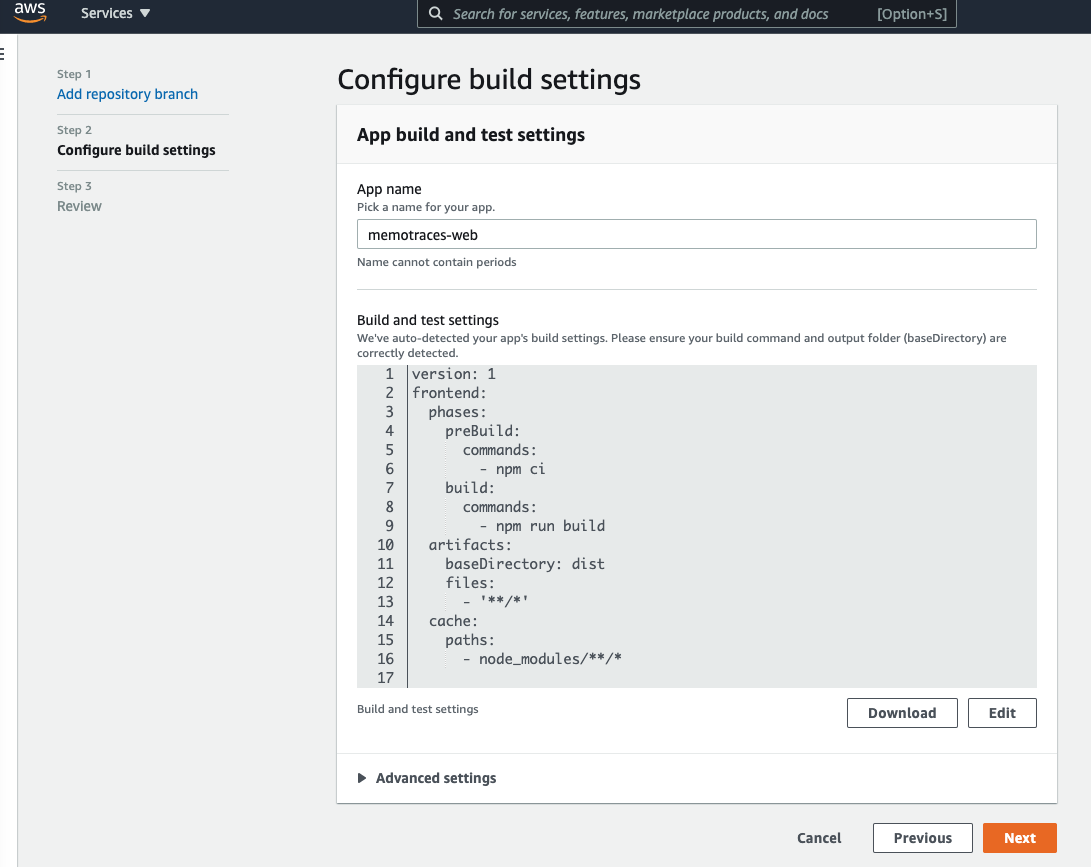 aws
Services ▼
Search for services, features, marketplace products, and docs
[Option+S]
Step 1
Add repository branch
Step 2
Configure build settings
Step 3
Review
Configure build settings
App build and test settings
App name
Pick a name for your app.
memotraces-web
Name cannot contain periods
Build and test settings
We've auto-detected your app's build settings. Please ensure your build command and output folder (baseDirectory) are
correctly detected.
1 version: 1
2 frontend:
3   phases:
4     preBuild:
5       commands:
6         - npm ci
7     build:
8       commands:
9         - npm run build
10   artifacts:
11     baseDirectory: dist
12     files:
13       - '**/*'
14   cache:
15     paths:
16       - node_modules/**/*
17
Build and test settings
Download
Edit
Advanced settings
Cancel
Previous
Next